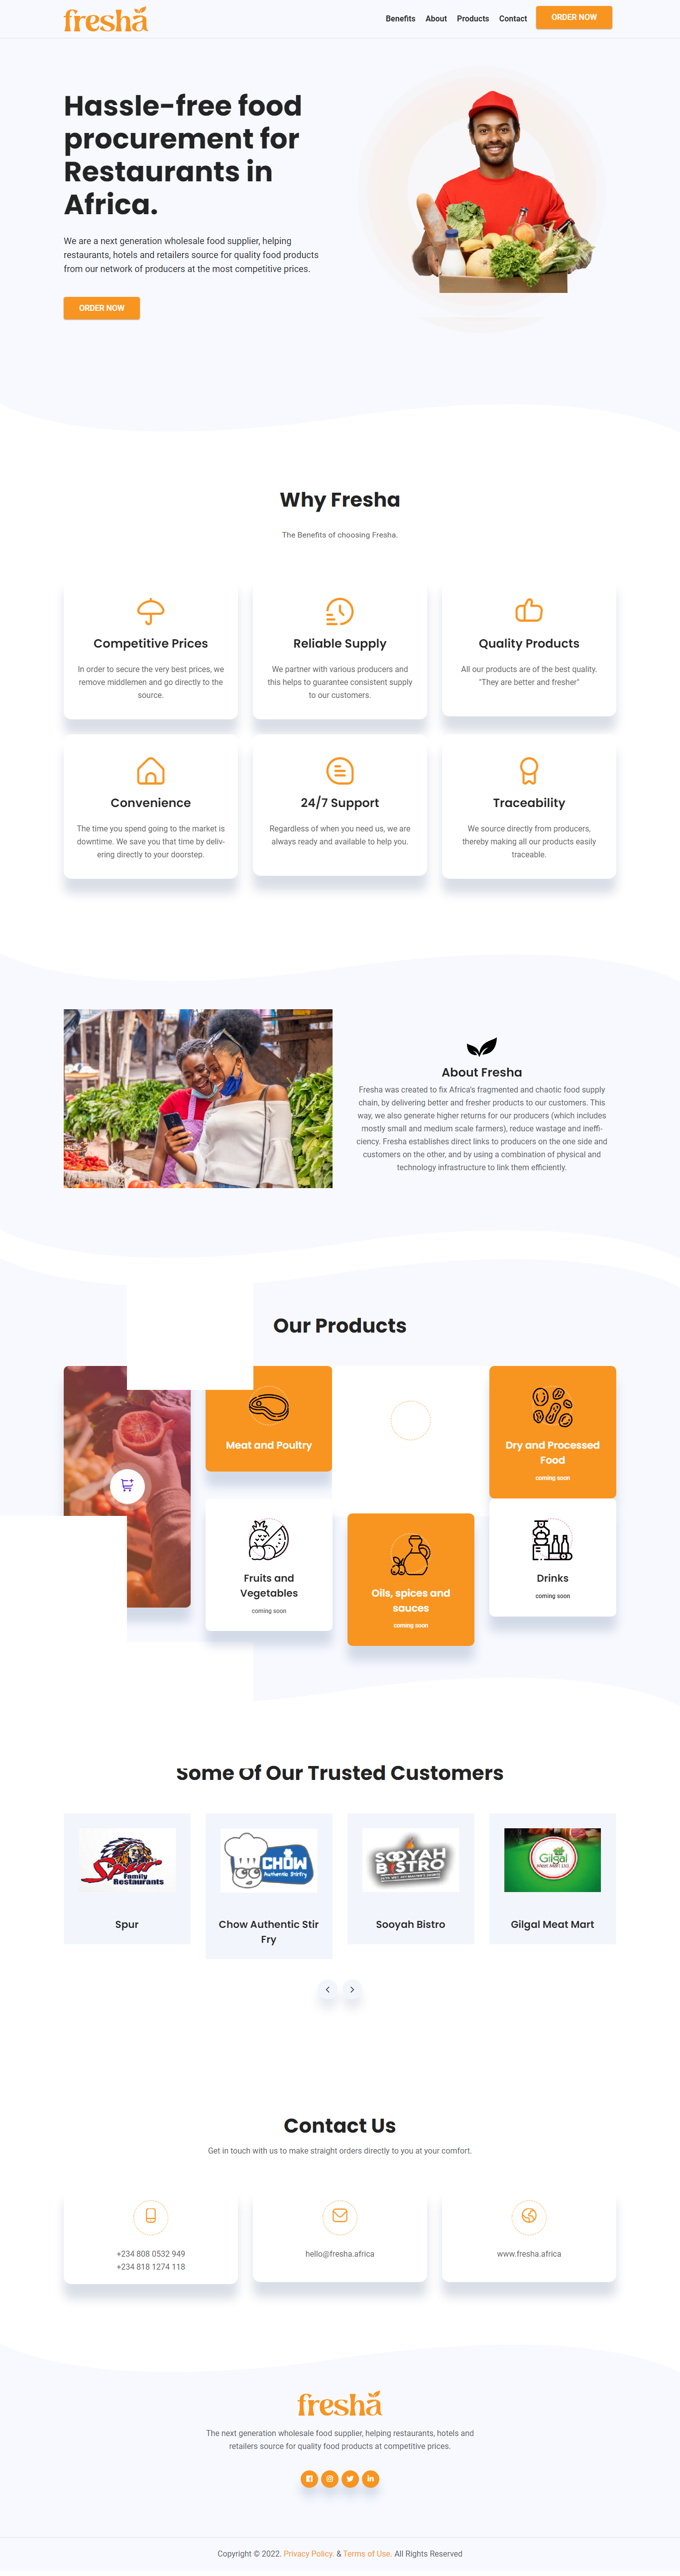 fresha
Benefits About Products Contact ORDER NOW
Hassle-free food
procurement for
Restaurants in
Africa.
We are a next generation wholesale food supplier, helping
restaurants, hotels and retailers source for quality food products
from our network of producers at the most competitive prices.
ORDER NOW
Why Fresha
The Benefits of choosing Fresha.
Competitive Prices
In order to secure the very best prices, we
remove middlemen and go directly to the
source.
Reliable Supply
We partner with various producers and
this helps to guarantee consistent supply
to our customers.
Quality Products
All our products are of the best quality.
"They are better and fresher"
Convenience
The time you spend going to the market is
downtime. We save you that time by deliv-
ering directly to your doorstep.
24/7 Support
Regardless of when you need us, we are
always ready and available to help you.
Traceability
We source directly from producers,
thereby making all our products easily
traceable.
About Fresha
Fresha was created to fix Africa's fragmented and chaotic food supply
chain, by delivering better and fresher products to our customers. This
way, we also generate higher returns for our producers (which includes
mostly small and medium scale farmers), reduce wastage and ineffi-
ciency. Fresha establishes direct links to producers on the one side and
customers on the other, and by using a combination of physical and
technology infrastructure to link them efficiently.
Our Products
Meat and Poultry
Dry and Processed
Food
coming soon
Fruits and
Vegetables
coming soon
Oils, spices and
sauces
coming soon
Drinks
coming soon
Some Of Our Trusted Customers
Spur
Family
Restaurants
Spur
CHOW
Authentic Stirfry
Chow Authentic Stir
Fry
SOOYAH
BISTRO
Sooyah Bistro
Gilgal
Meat Mart Ltd.
Gilgal Meat Mart
Contact Us
Get in touch with us to make straight orders directly to you at your comfort.
+234 808 0532 949
+234 818 1274 118
hello@fresha.africa
www.fresha.africa
fresha
The next generation wholesale food supplier, helping restaurants, hotels and
retailers source for quality food products at competitive prices.
Copyright © 2022. Privacy Policy. & Terms of Use. All Rights Reserved